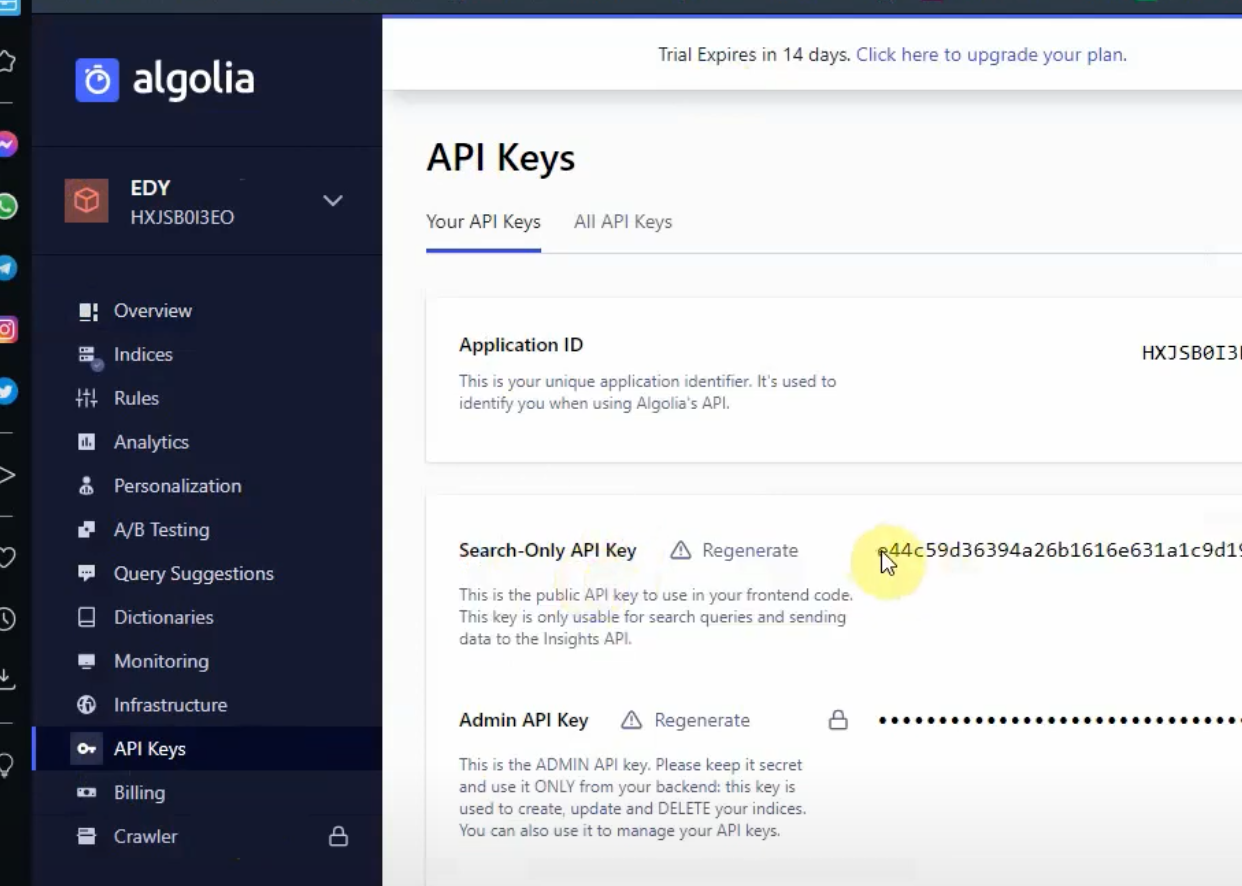 algolia
Trial Expires in 14 days. Click here to upgrade your plan.
EDY
HXJSB0I3EO
API Keys
Your API Keys
All API Keys
Overview
Indices
Rules
Analytics
Personalization
A/B Testing
Query Suggestions
Dictionaries
Monitoring
Infrastructure
API Keys
Billing
Crawler
Application ID
HXJSB0I3
This is your unique application identifier. It's used to
identify you when using Algolia's API.
Search-Only API Key
Regenerate
e44c59d36394a26b1616e631a1c9d19
This is the public API key to use in your frontend code.
This key is only usable for search queries and sending
data to the Insights API.
Admin API Key
Regenerate
••••••••••••••••••••••••••••••
This is the ADMIN API key. Please keep it secret
and use it ONLY from your backend: this key is
used to create, update and DELETE your indices.
You can also use it to manage your API keys.